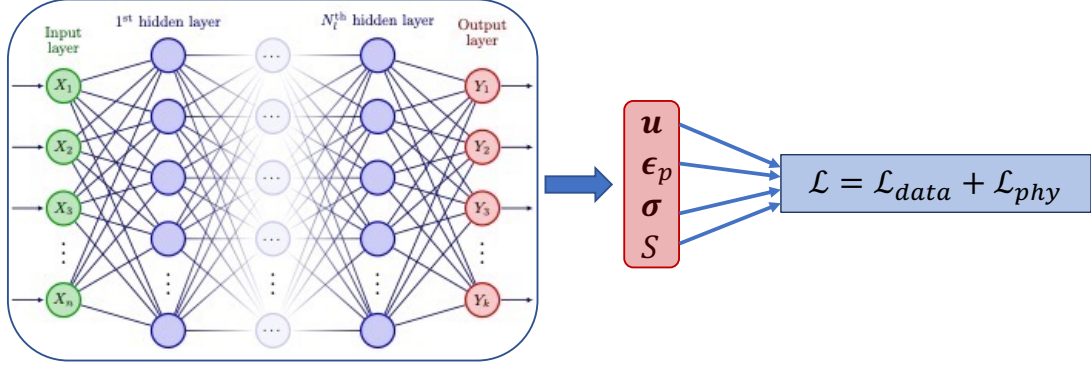 Input
layer
1st hidden layer
N_l^th hidden layer
Output
layer
X1
X2
X3
⋮
Xn
...
...
...
...
⋮
...
Y1
Y2
Y3
⋮
Yk
u
ϵp
σ
S
ℒ = ℒdata + ℒphy